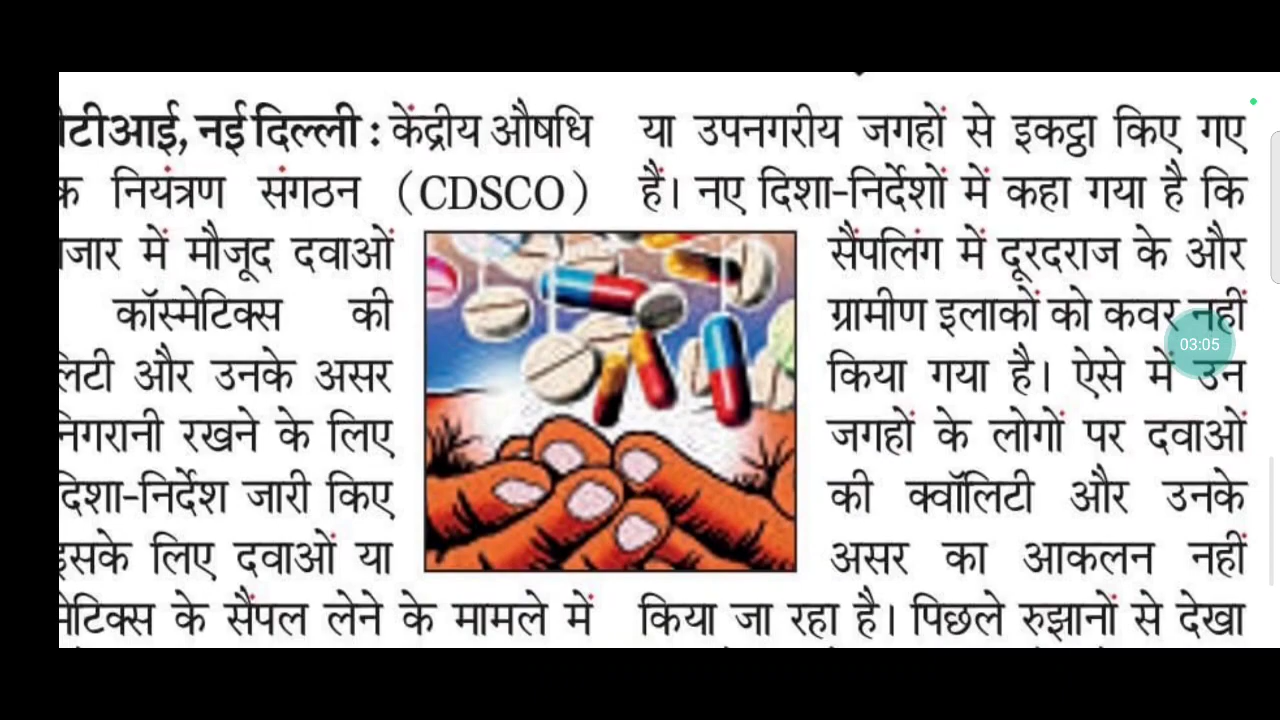 नई दिल्ली : केंद्रीय औषधि
नियंत्रण संगठन (CDSCO)
में मौजूद दवाओं
कॉस्मेटिक्स की
और उनके असर
रखने के लिए
दिशा-निर्देश जारी किए
इसके लिए दवाओं या
के सैंपल लेने के मामले में
या उपनगरीय जगहों से इकट्ठा किए गए
हैं। नए दिशा-निर्देशों में कहा गया है कि
सैंपलिंग में दूरदराज के और
ग्रामीण इलाकों को कवर नहीं
किया गया है। ऐसे में उन
जगहों के लोगों पर दवाओं
की क्वॉलिटी और उनके
असर का आकलन नहीं
किया जा रहा है। पिछले रुझानों से देखा
03:05